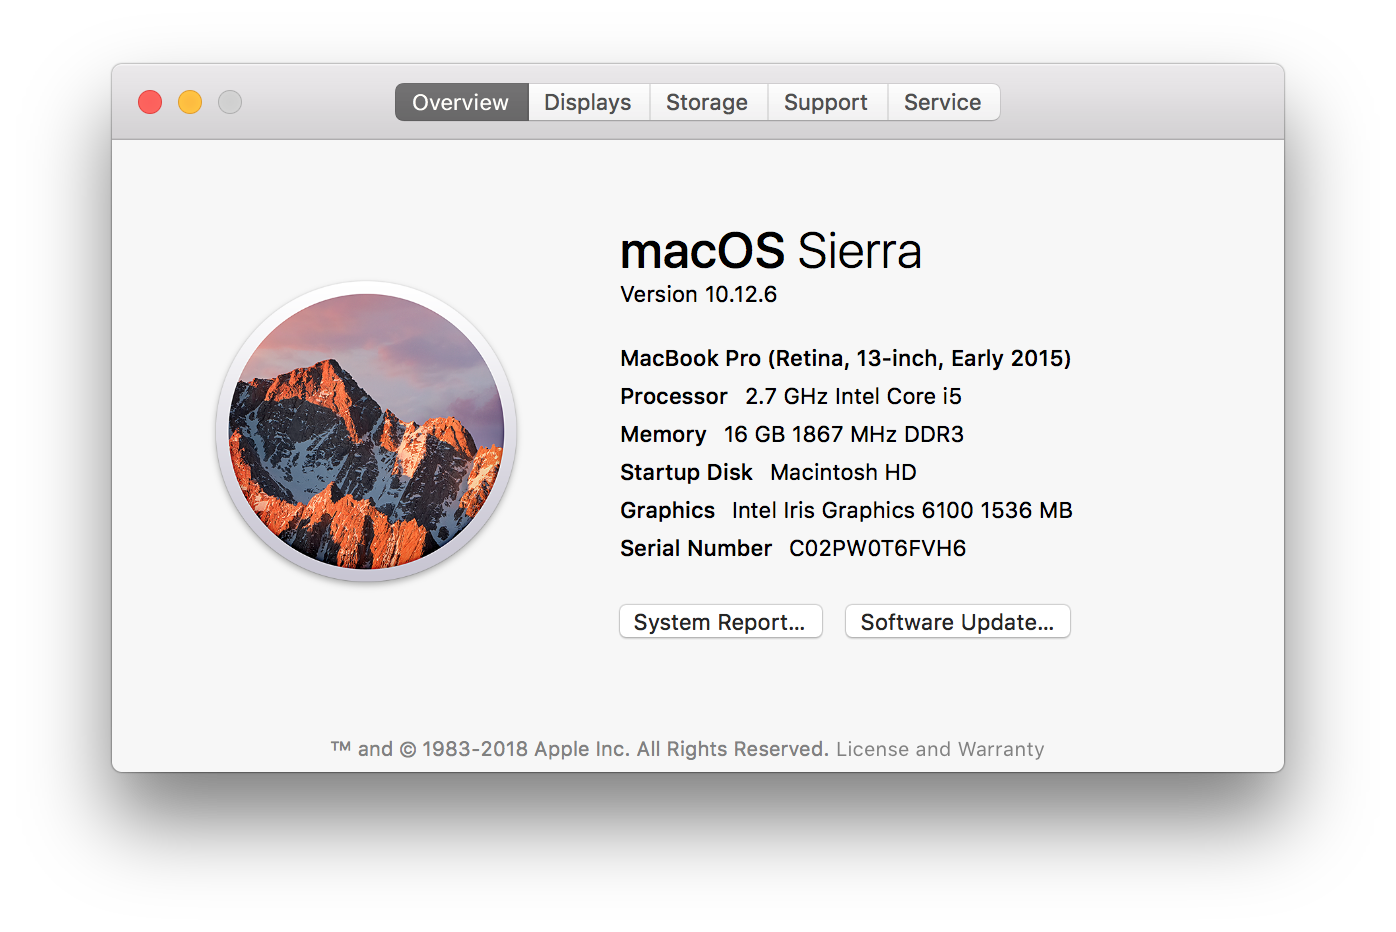 Overview Displays Storage Support Service
macOS Sierra
Version 10.12.6
MacBook Pro (Retina, 13-inch, Early 2015)
Processor 2.7 GHz Intel Core i5
Memory 16 GB 1867 MHz DDR3
Startup Disk Macintosh HD
Graphics Intel Iris Graphics 6100 1536 MB
Serial Number C02PW0T6FVH6
System Report... Software Update...
™ and © 1983-2018 Apple Inc. All Rights Reserved. License and Warranty